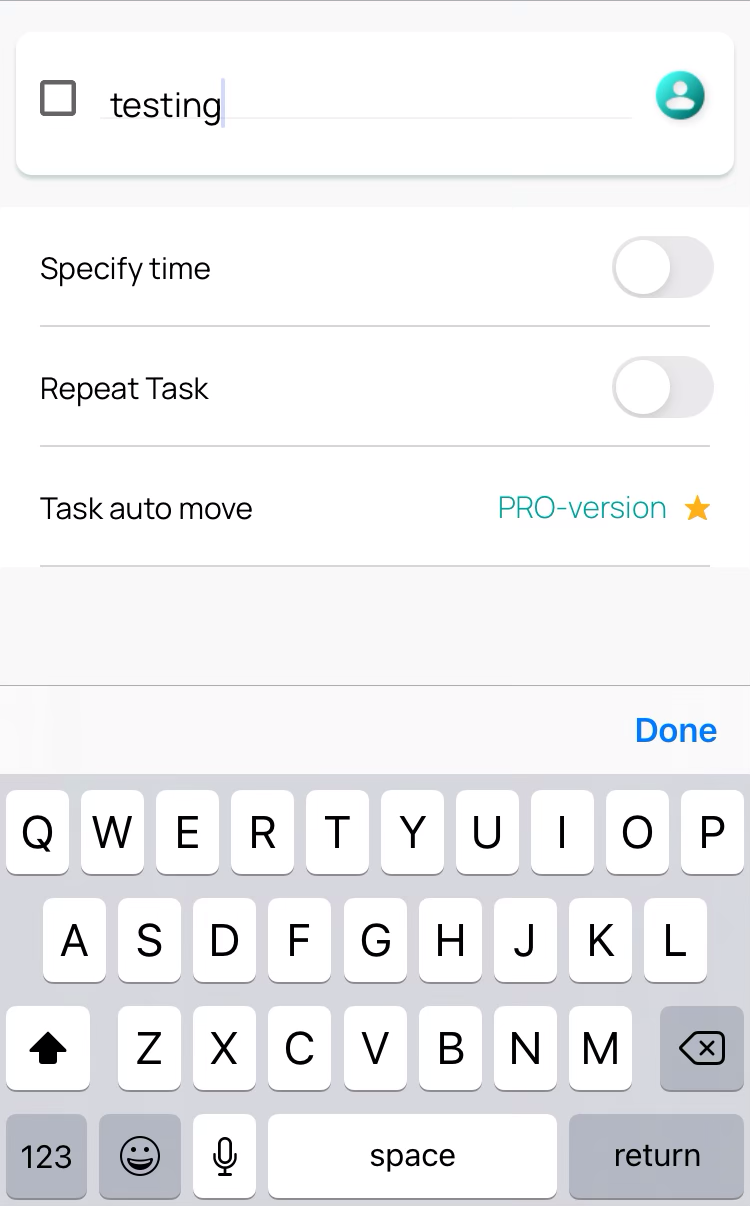 testing
Specify time
Repeat Task
Task auto move PRO-version
Done
Q W E R T Y U I O P
A S D F G H J K L
Z X C V B N M
123 space return